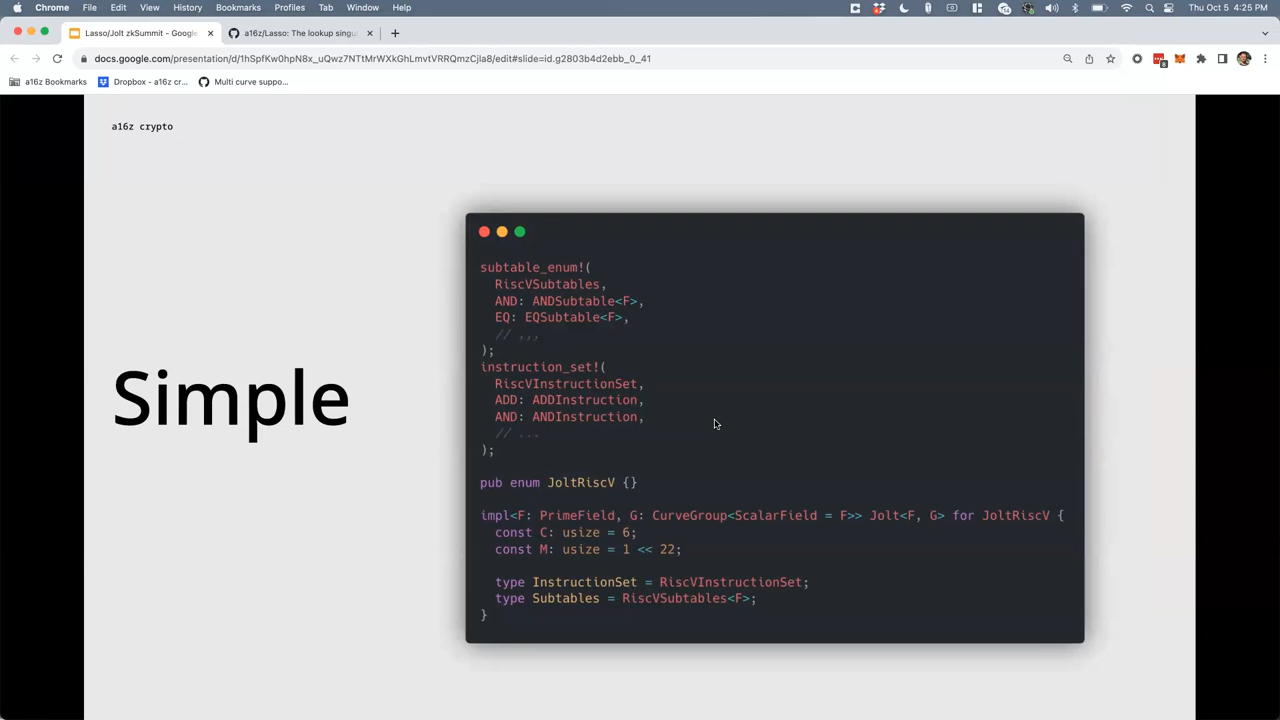 Chrome File Edit View History Bookmarks Profiles Tab Window Help Thu Oct 5 4:25 PM
Lasso/Jolt zkSummit - Google a16z/Lasso: The lookup singu
docs.google.com/presentation/d/1hSpfKw0hpN8x_uQwz7NTtMrWXkGhLmvtVRRQmzCjIa8/edit#slide=id.g2803b4d2ebb_0_41
a16z Bookmarks Dropbox - a16z cr... Multi curve suppo...
a16z crypto
Simple
subtable_enum!(
RiscVSubtables,
AND: ANDSubtable<F>,
EQ: EQSubtable<F>,
// ,,,
);
instruction_set!(
RiscVInstructionSet,
ADD: ADDInstruction,
AND: ANDInstruction,
// ...
);
pub enum JoltRiscV {}
impl<F: PrimeField, G: CurveGroup<ScalarField = F>> Jolt<F, G> for JoltRiscV {
const C: usize = 6;
const M: usize = 1 << 22;
type InstructionSet = RiscVInstructionSet;
type Subtables = RiscVSubtables<F>;
}